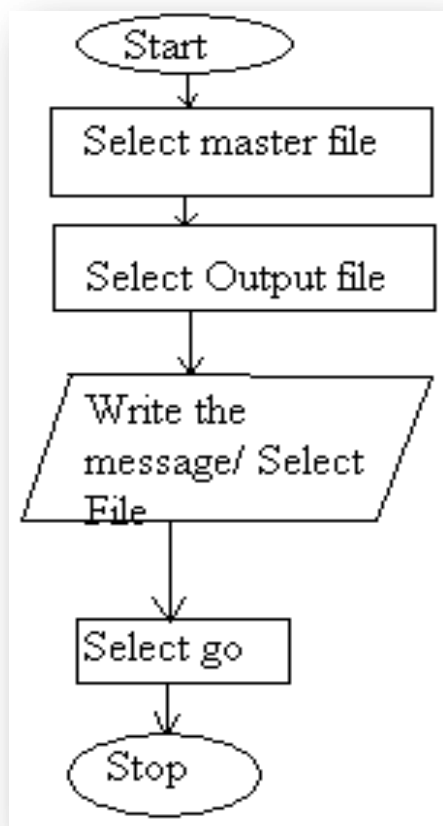 Start
Select master file
Select Output file
Write the
message/ Select
File
Select go
Stop